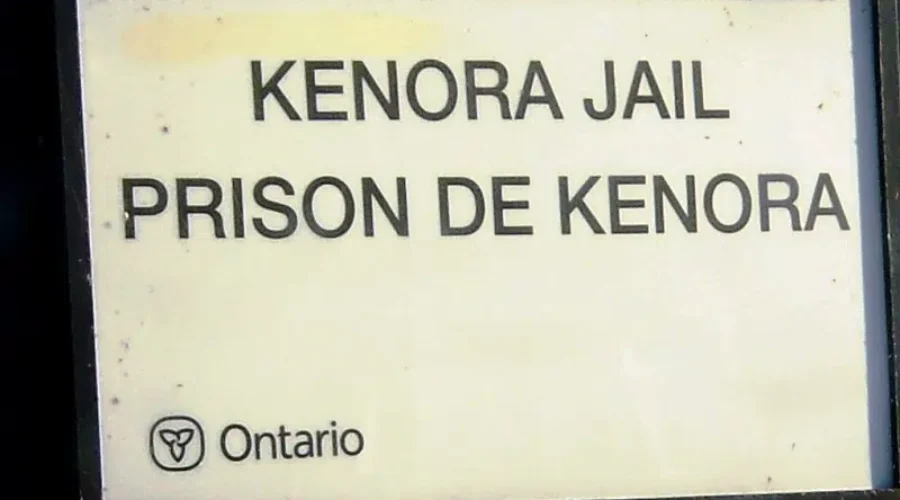 KENORA JAIL
PRISON DE KENORA
Ontario